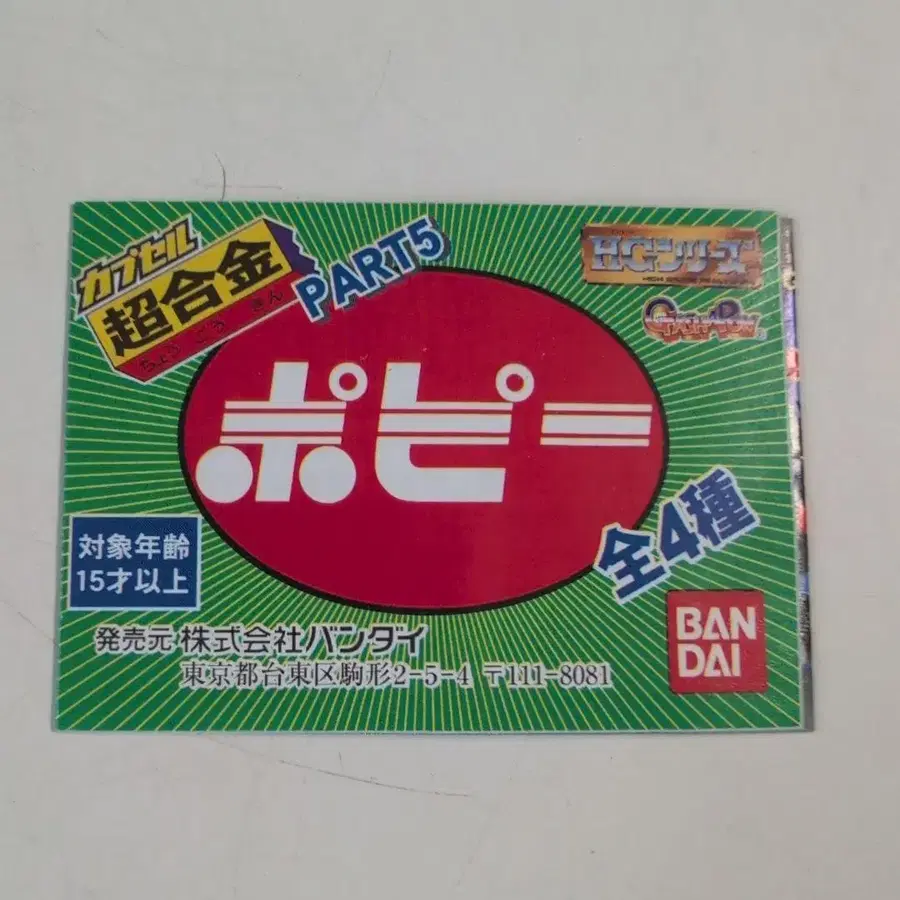 カプセル
超合金
ちょう ごう きん
PART5
HGシリーズ
GASHAPON
ポピー
全4種
対象年齢
15才以上
発売元 株式会社バンダイ
東京都台東区駒形2-5-4 〒111-8081
BAN
DAI